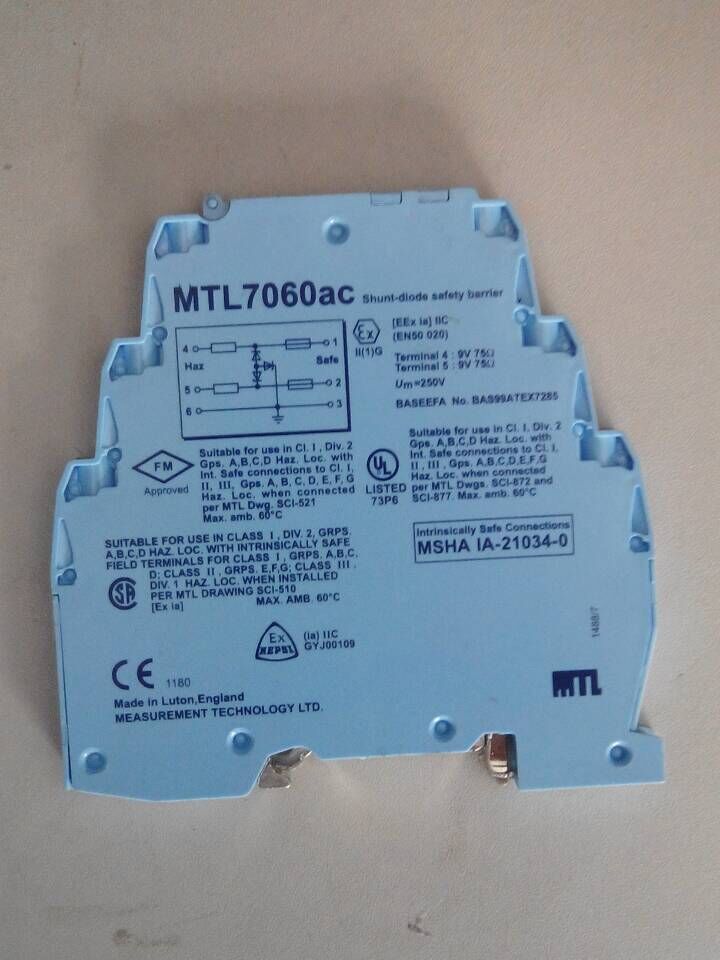 MTL7060ac Shunt-diode safety barrier
4 1
Haz Safe
5 2
6 3
Ex
II(1)G
[EEx ia] IIC
(EN50 020)
Terminal 4 : 9V 75Ω
Terminal 5 : 9V 75Ω
Um=250V
BASEEFA No. BAS99ATEX7285
FM
Approved
Suitable for use in Cl. I , Div. 2
Gps. A,B,C,D Haz. Loc. with
Int. Safe connections to Cl. I,
II, III, Gps. A, B, C, D, E, F, G
Haz. Loc. when connected
per MTL Dwg. SCI-521
Max. amb. 60°C
UL
LISTED
73P6
Suitable for use in Cl. I , Div. 2
Gps. A,B,C,D Haz. Loc. with
Int. Safe connections to Cl. I,
II , III , Gps. A,B,C,D,E,F,G
Haz. Loc. when connected
per MTL Dwg. SCI-872 and
SCI-877. Max. amb. 60°C
SUITABLE FOR USE IN CLASS I , DIV. 2, GRPS.
A,B,C,D HAZ. LOC. WITH INTRINSICALLY SAFE
FIELD TERMINALS FOR CLASS I , GRPS. A,B,C,
D; CLASS II , GRPS. E,F,G; CLASS III ,
DIV. 1 HAZ. LOC. WHEN INSTALLED
PER MTL DRAWING SCI-510
[Ex ia] MAX. AMB. 60°C
SA
Intrinsically Safe Connections
MSHA IA-21034-0
Ex
NEPSI
(ia) IIC
GYJ00109
1488/7
CE 1180
MTL
Made in Luton,England
MEASUREMENT TECHNOLOGY LTD.